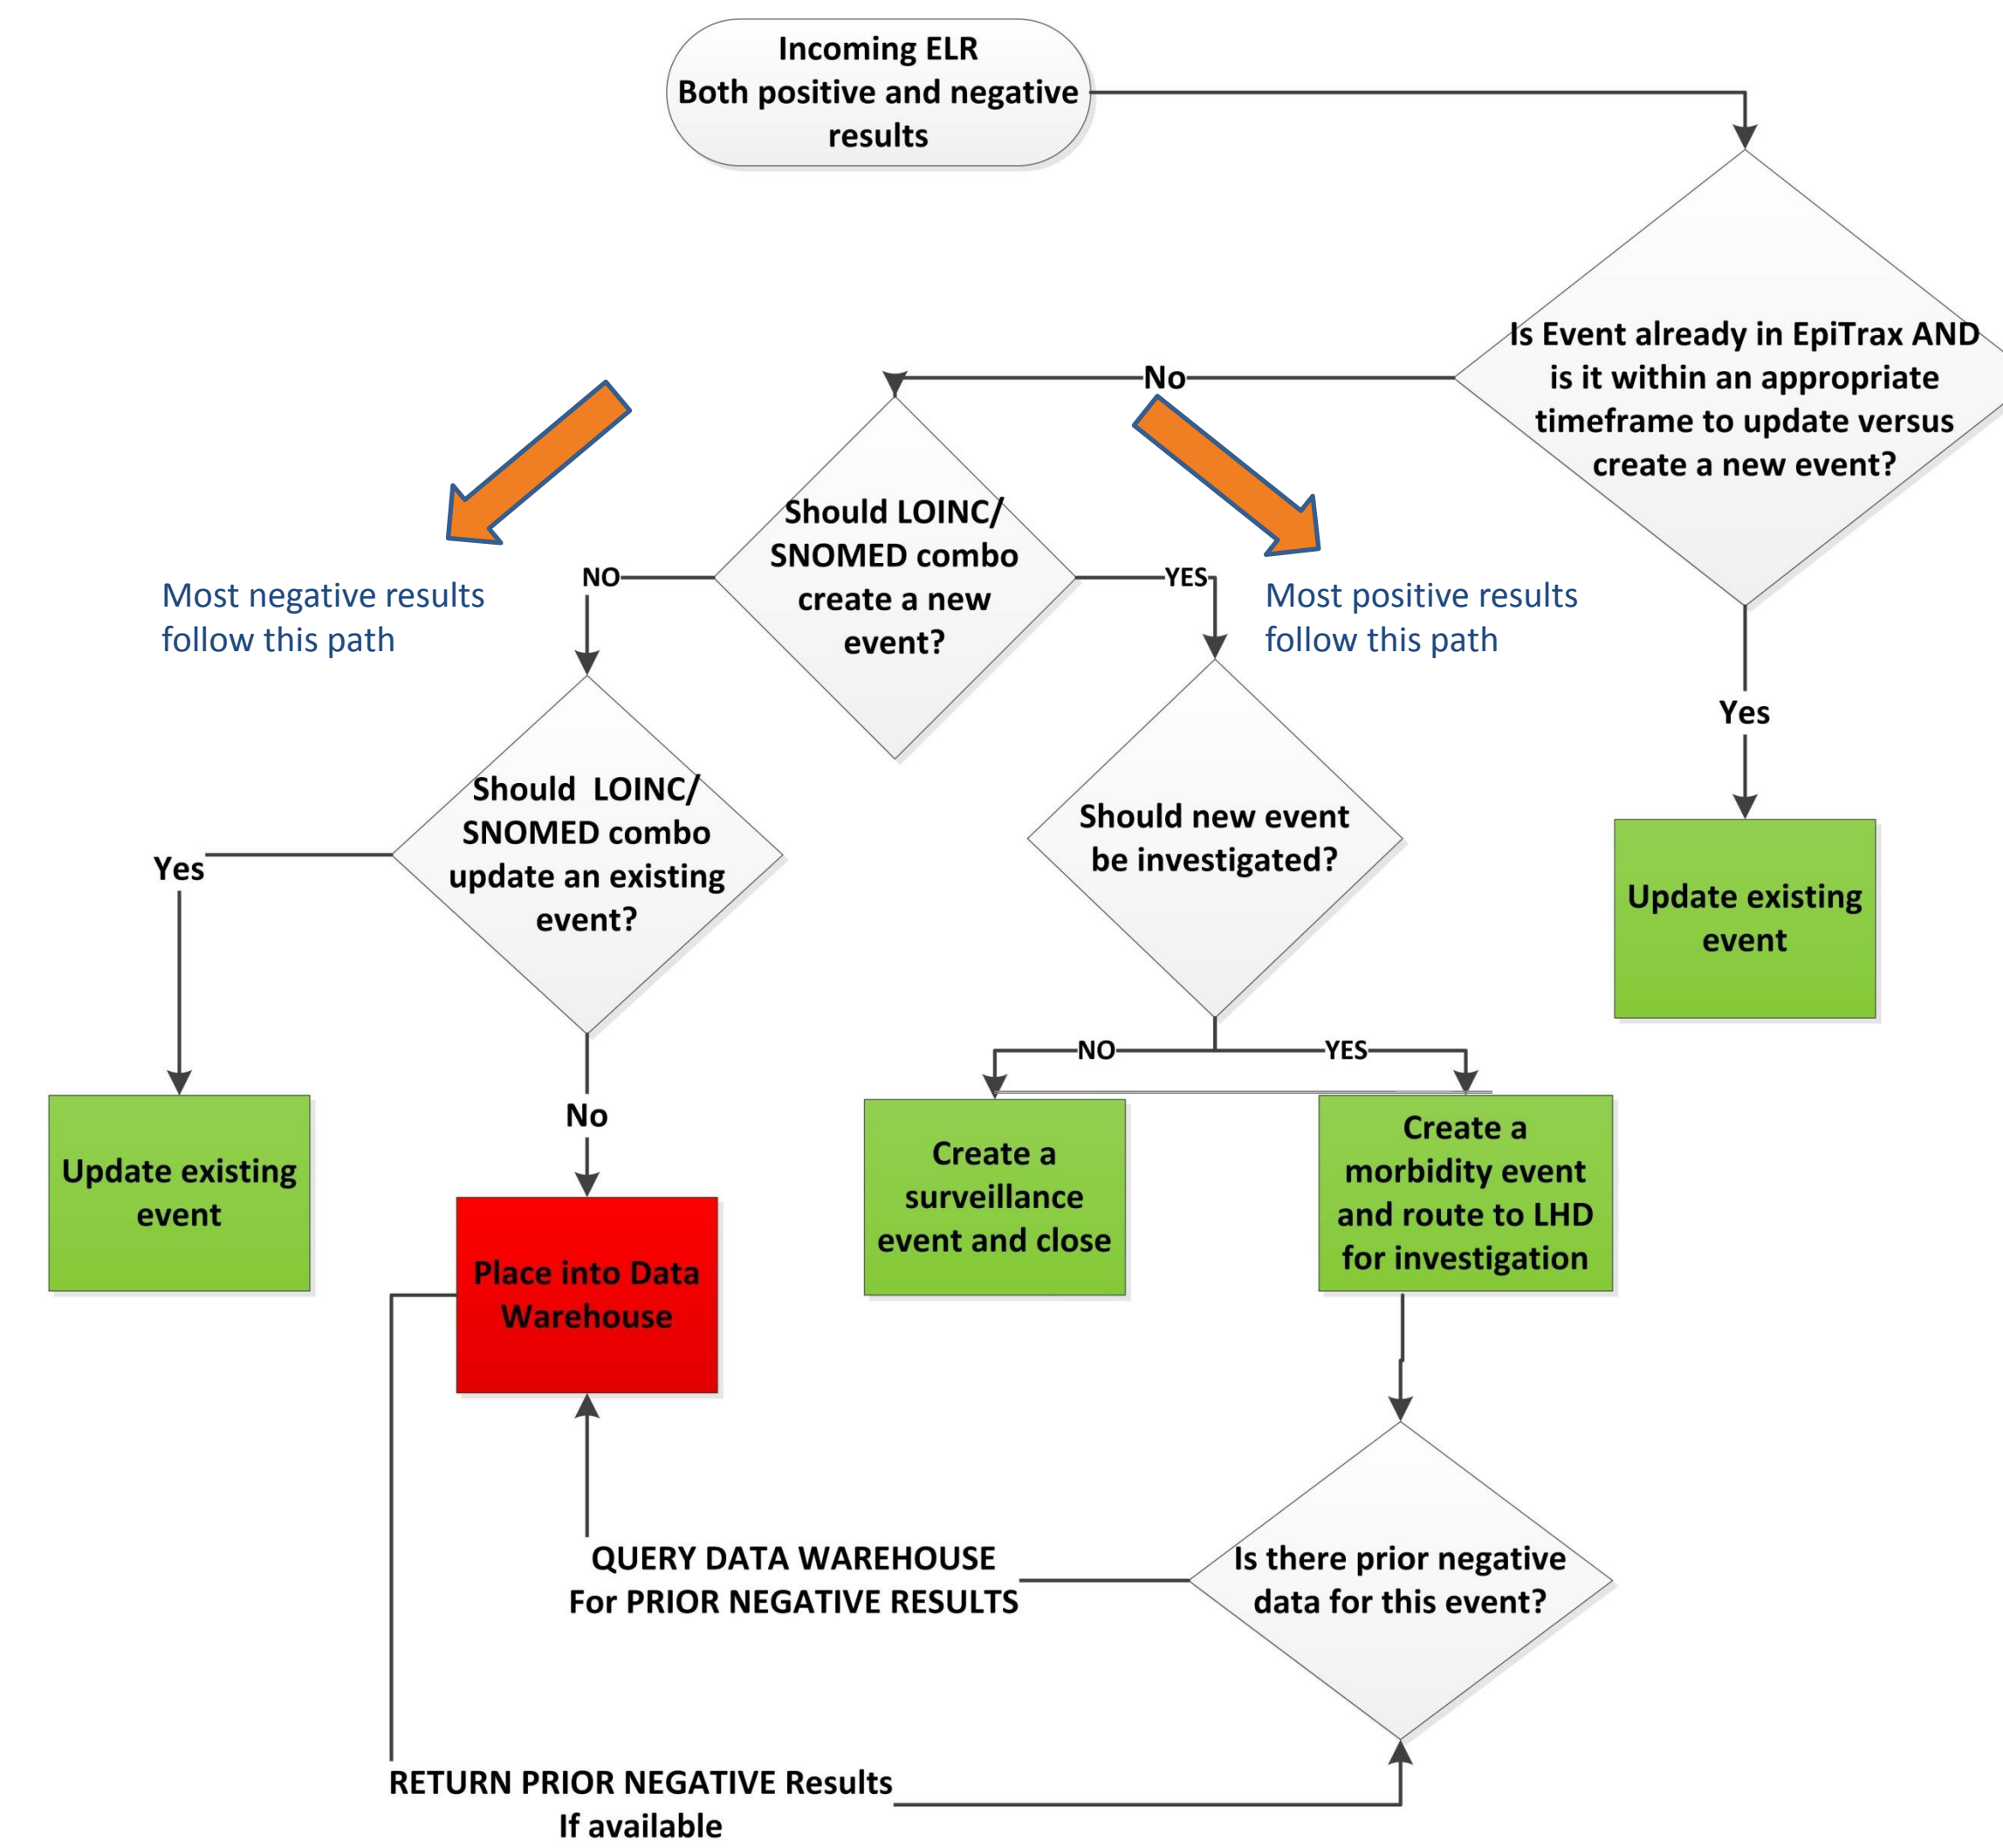 Incoming ELR
Both positive and negative
results
Is Event already in EpiTrax AND
is it within an appropriate
timeframe to update versus
create a new event?
No
Should LOINC/
SNOMED combo
create a new
event?
NO
YES
Most negative results
follow this path
Most positive results
follow this path
Yes
Should  LOINC/
SNOMED combo
update an existing
event?
Should new event
be investigated?
Yes
Update existing
event
NO
YES
No
Update existing
event
Create a
surveillance
event and close
Create a
morbidity event
and route to LHD
for investigation
Place into Data
Warehouse
QUERY DATA WAREHOUSE
For PRIOR NEGATIVE RESULTS
Is there prior negative
data for this event?
RETURN PRIOR NEGATIVE Results
If available